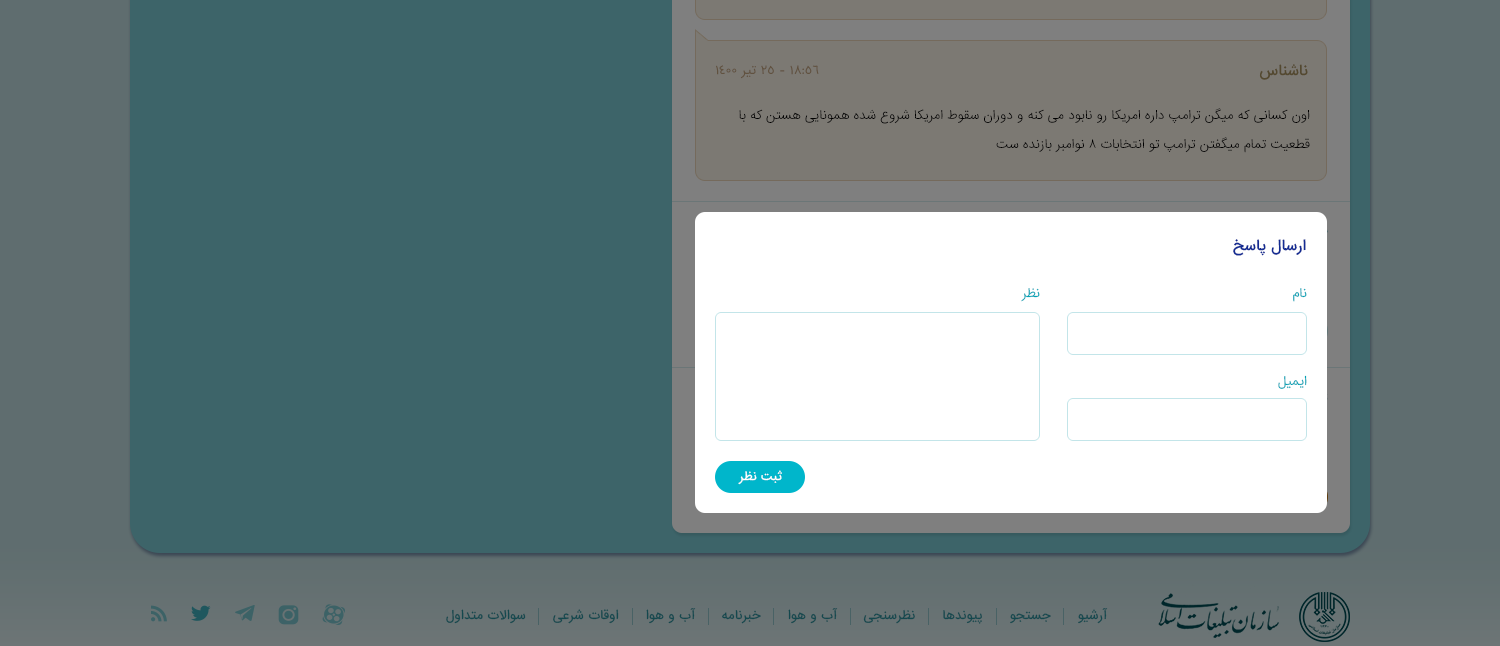 ناشناس
۱۸:۵٦ - ۲۵ تیر ۱٤۰۰
اون کسانی که میگن ترامپ داره امریکا رو نابود می کنه و دوران سقوط امریکا شروع شده همونایی هستن که با
قطعیت تمام میگفتن ترامپ تو انتخابات ۸ نوامبر بازنده ست
ارسال پاسخ
نام
نظر
ایمیل
ثبت نظر
سازمان تبلیغات اسلامی
آرشیو
جستجو
پیوندها
نظرسنجی
آب و هوا
خبرنامه
آب و هوا
اوقات شرعی
سوالات متداول